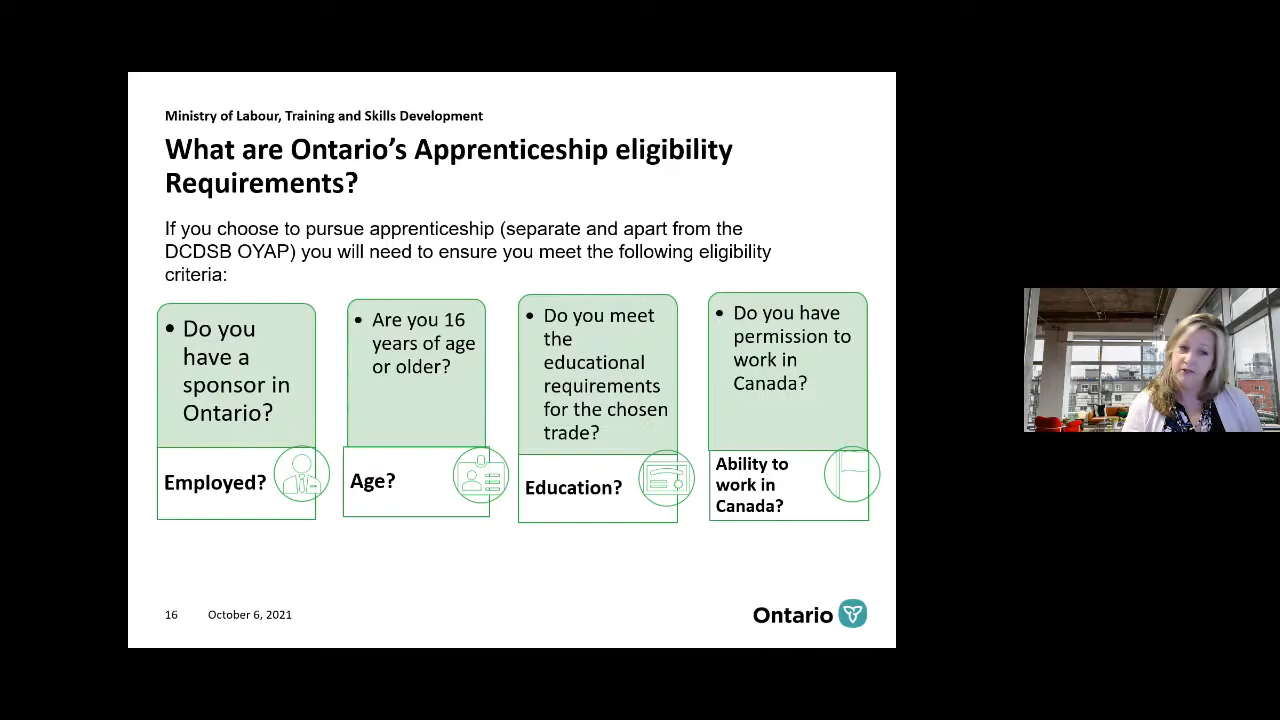 Ministry of Labour, Training and Skills Development
What are Ontario's Apprenticeship eligibility
Requirements?
If you choose to pursue apprenticeship (separate and apart from the
DCDSB OYAP) you will need to ensure you meet the following eligibility
criteria:
• Do you
have a
sponsor in
Ontario?
Employed?
• Are you 16
years of age
or older?
Age?
• Do you meet
the
educational
requirements
for the chosen
trade?
Education?
• Do you have
permission to
work in
Canada?
Ability to
work in
Canada?
16 October 6, 2021
Ontario